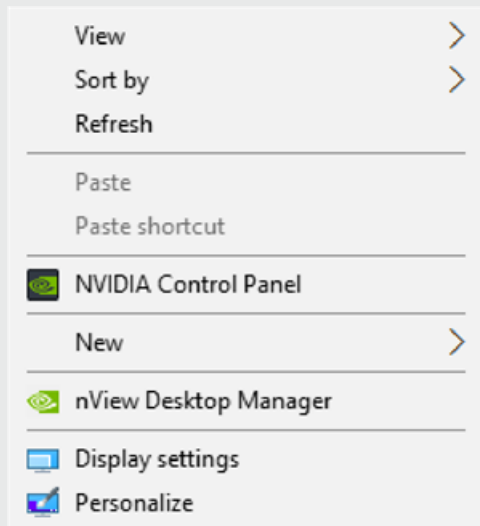 View
Sort by
Refresh
Paste
Paste shortcut
NVIDIA Control Panel
New
nView Desktop Manager
Display settings
Personalize